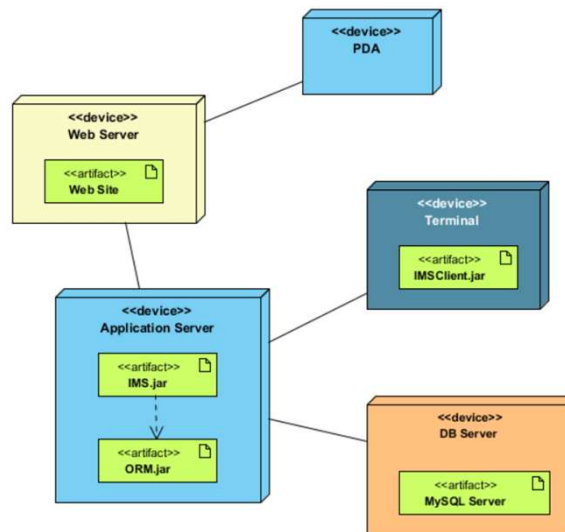 <<device>>
PDA
<<device>>
Web Server
<<artifact>>
Web Site
<<device>>
Terminal
<<artifact>>
IMSClient.jar
<<device>>
Application Server
<<artifact>>
IMS.jar
<<artifact>>
ORM.jar
<<device>>
DB Server
<<artifact>>
MySQL Server